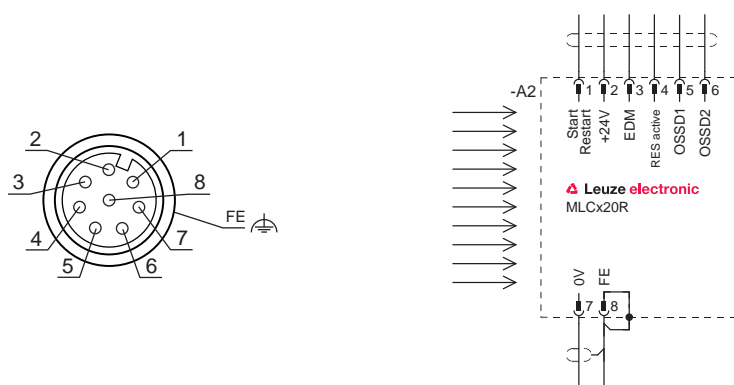 2
1
3
8
FE
4
7
5
6
-A2
1 2 3 4 5 6
Start
Restart
+24V
EDM
RES active
OSSD1
OSSD2
Leuze electronic
MLCx20R
0V
FE
7 8